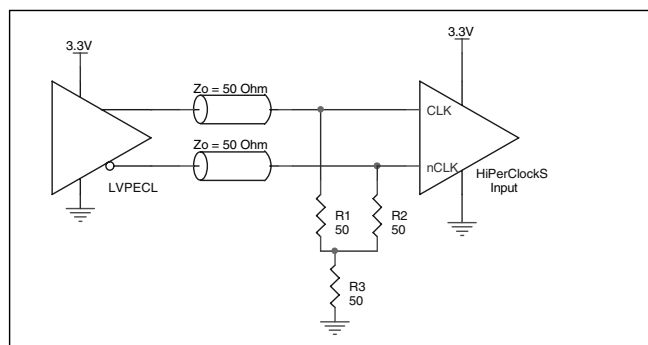 3.3V
3.3V
Zo = 50 Ohm
CLK
Zo = 50 Ohm
nCLK
LVPECL
HiPerClockS
Input
R1
50
R2
50
R3
50